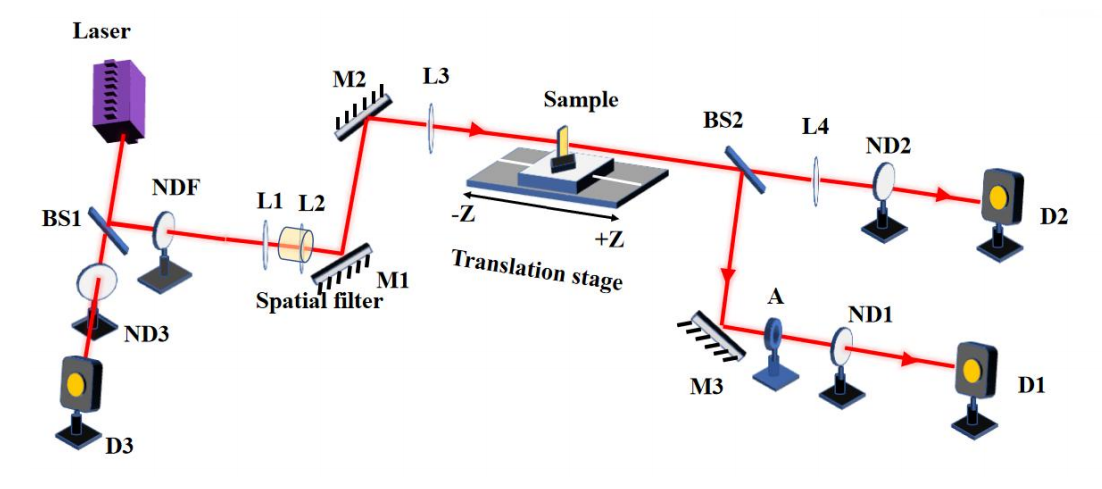 Laser
M2
L3
Sample
BS2
L4
ND2
NDF
L1
L2
BS1
D2
-Z
+Z
M1
Translation stage
Spatial filter
A
ND1
ND3
M3
D1
D3